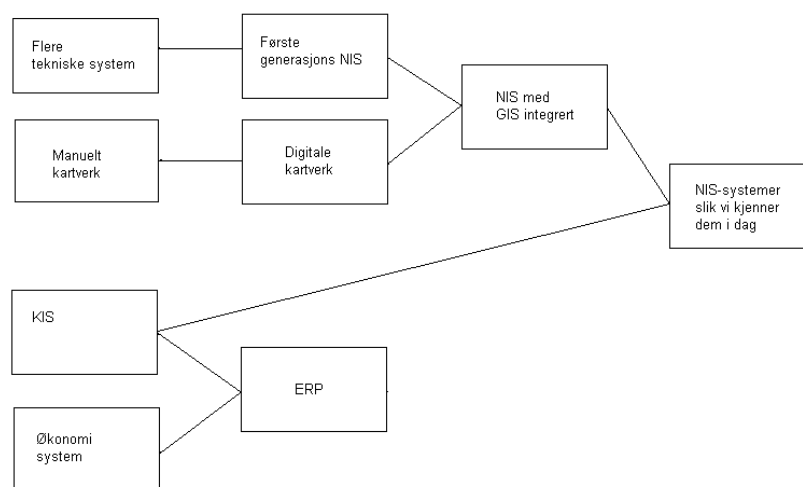 Flere
tekniske system
Første
generasjons NIS
NIS med
GIS integrert
Manuelt
kartverk
Digitale
kartverk
NIS-systemer
slik vi kjenner
dem i dag
KIS
ERP
Økonomi
system